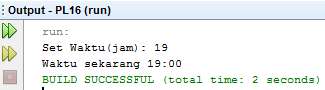 Output - PL16 (run)
run:
Set Waktu(jam): 19
Waktu sekarang 19:00
BUILD SUCCESSFUL (total time: 2 seconds)